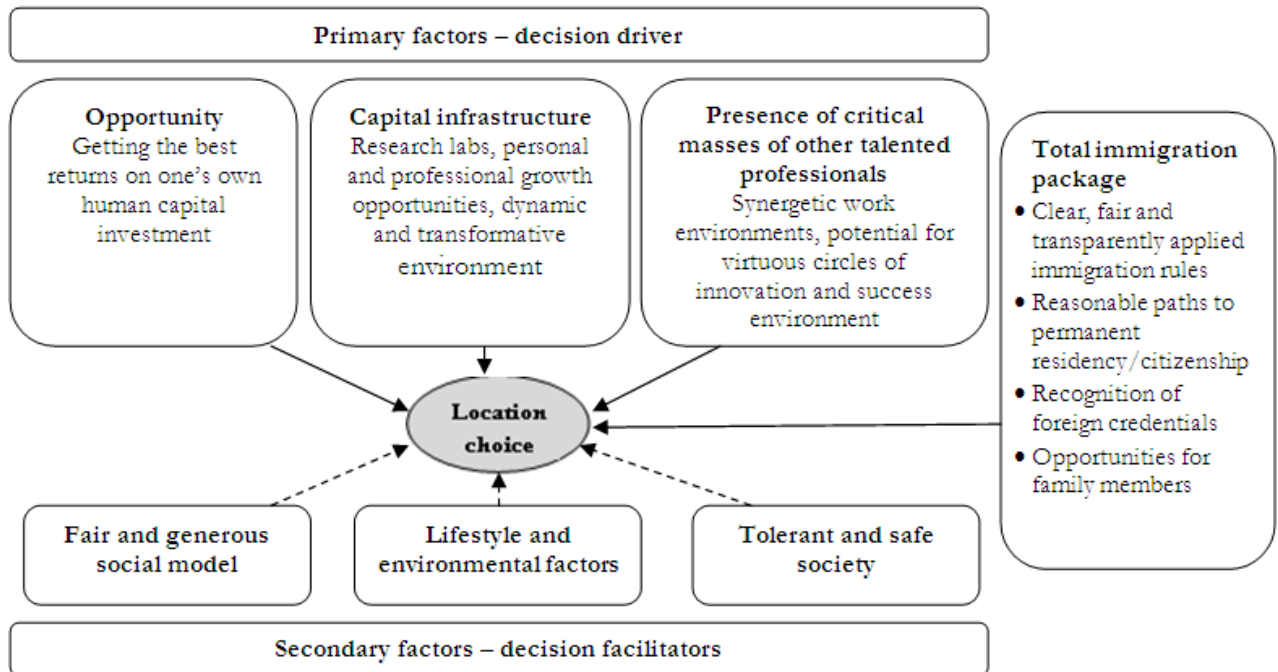 Primary factors – decision driver
Opportunity
Getting the best
returns on one’s own
human capital
investment
Capital infrastructure
Research labs, personal
and professional growth
opportunities, dynamic
and transformative
environment
Presence of critical
masses of other talented
professionals
Synergetic work
environments, potential for
virtuous circles of
innovation and success
environment
Total immigration
package
• Clear, fair and
transparently applied
immigration rules
• Reasonable paths to
permanent
residency/citizenship
• Recognition of
foreign credentials
• Opportunities for
family members
Location
choice
Fair and generous
social model
Lifestyle and
environmental factors
Tolerant and safe
society
Secondary factors – decision facilitators